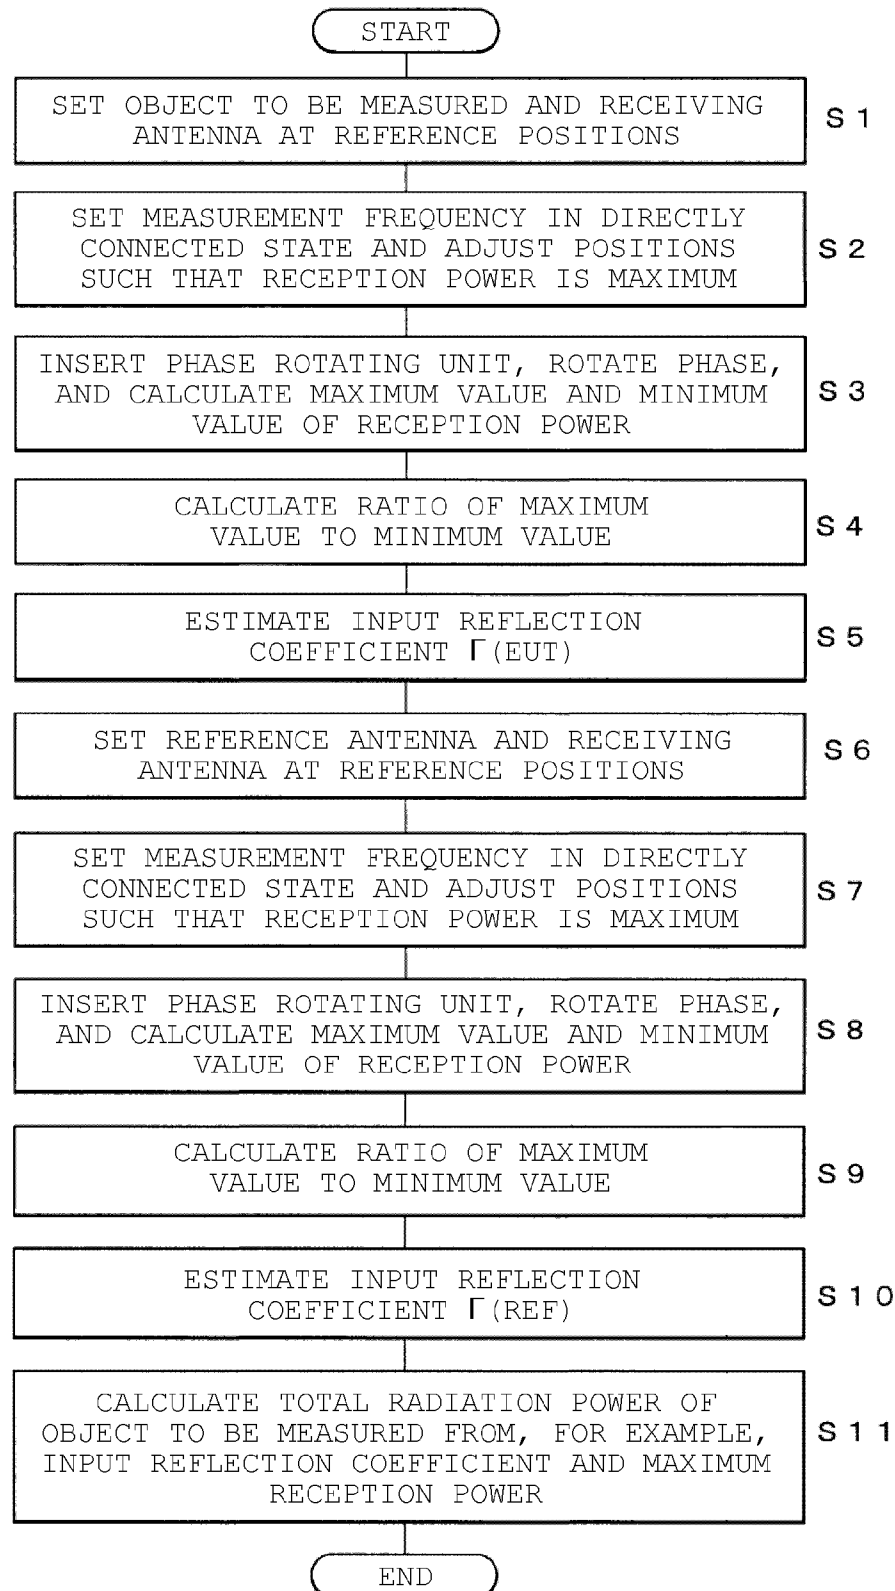 START
SET OBJECT TO BE MEASURED AND RECEIVING
ANTENNA AT REFERENCE POSITIONS
S1
SET MEASUREMENT FREQUENCY IN DIRECTLY
CONNECTED STATE AND ADJUST POSITIONS
SUCH THAT RECEPTION POWER IS MAXIMUM
S2
INSERT PHASE ROTATING UNIT, ROTATE PHASE,
AND CALCULATE MAXIMUM VALUE AND MINIMUM
VALUE OF RECEPTION POWER
S3
CALCULATE RATIO OF MAXIMUM
VALUE TO MINIMUM VALUE
S4
ESTIMATE INPUT REFLECTION
COEFFICIENT Γ(EUT)
S5
SET REFERENCE ANTENNA AND RECEIVING
ANTENNA AT REFERENCE POSITIONS
S6
SET MEASUREMENT FREQUENCY IN DIRECTLY
CONNECTED STATE AND ADJUST POSITIONS
SUCH THAT RECEPTION POWER IS MAXIMUM
S7
INSERT PHASE ROTATING UNIT, ROTATE PHASE,
AND CALCULATE MAXIMUM VALUE AND MINIMUM
VALUE OF RECEPTION POWER
S8
CALCULATE RATIO OF MAXIMUM
VALUE TO MINIMUM VALUE
S9
ESTIMATE INPUT REFLECTION
COEFFICIENT Γ(REF)
S10
CALCULATE TOTAL RADIATION POWER OF
OBJECT TO BE MEASURED FROM, FOR EXAMPLE,
INPUT REFLECTION COEFFICIENT AND MAXIMUM
RECEPTION POWER
S11
END